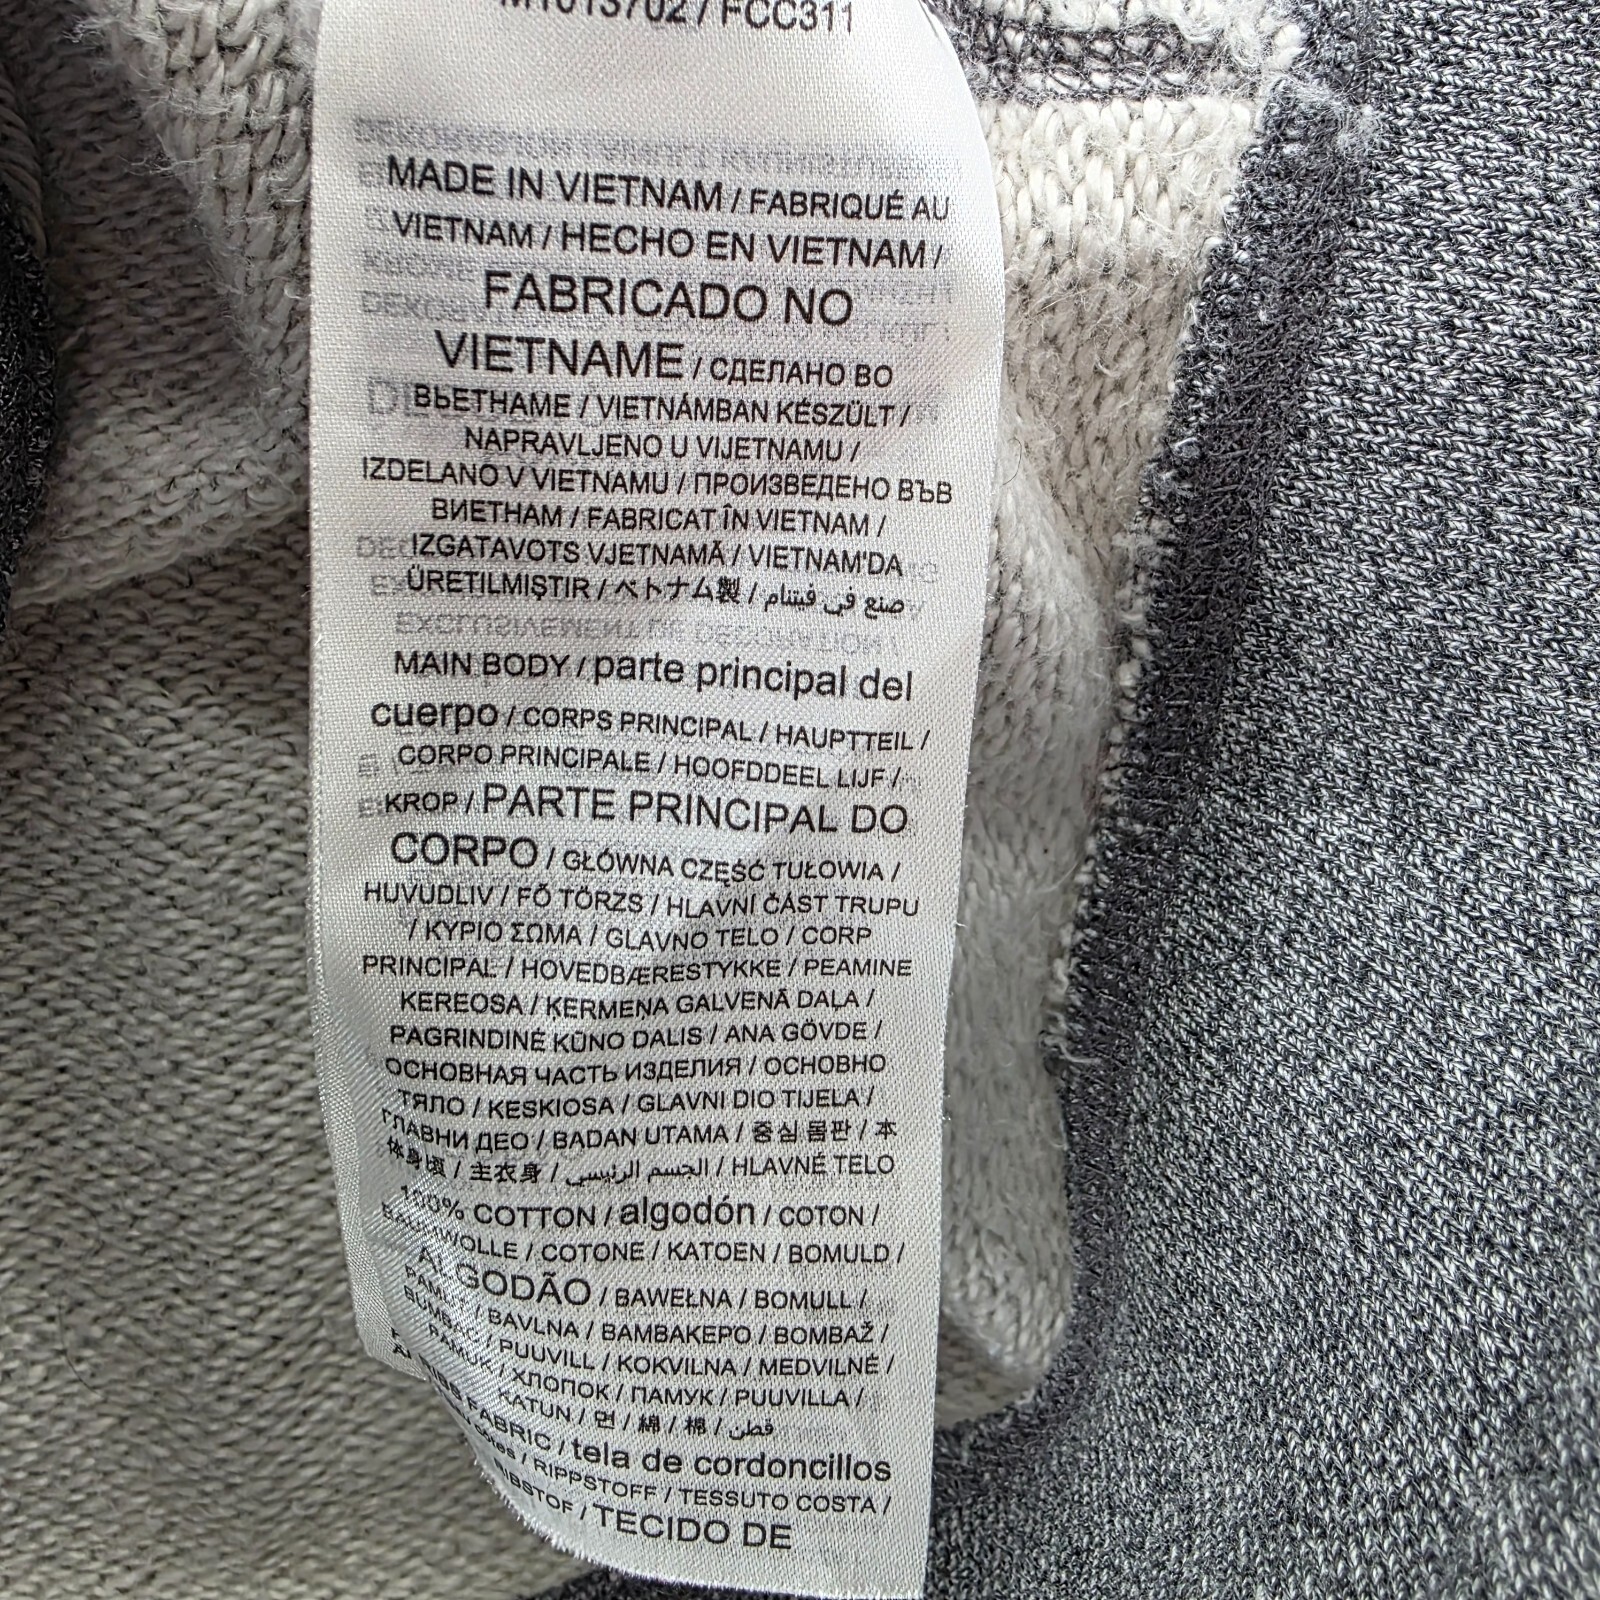 M1013702 / FCC311
MADE IN VIETNAM / FABRIQUÉ AU
VIETNAM / HECHO EN VIETNAM /
FABRICADO NO
VIETNAME / СДЕЛАНО ВО
ВЬЕТНАМЕ / VIETNÁMBAN KÉSZÜLT /
NAPRAVLJENO U VIJETNAMU /
IZDELANO V VIETNAMU / ПРОИЗВЕДЕНО ВЪВ
ВИЕТНАМ / FABRICAT ÎN VIETNAM /
IZGATAVOTS VJETNAMĀ / VIETNAM'DA
ÜRETILMIŞTIR / ベトナム製 / صنع في فيتنام
MAIN BODY / parte principal del
cuerpo / CORPS PRINCIPAL / HAUPTTEIL /
CORPO PRINCIPALE / HOOFDDEEL LIJF /
KROP / PARTE PRINCIPAL DO
CORPO / GŁÓWNA CZĘŚĆ TUŁOWIA /
HUVUDLIV / FŐ TÖRZS / HLAVNÍ ČÁST TRUPU
/ ΚΥΡΙΟ ΣΩΜΑ / GLAVNO TELO / CORP
PRINCIPAL / HOVEDBÆRESTYKKE / PEAMINE
KEREOSA / ĶERMEŅA GALVENĀ DAĻA /
PAGRINDINĖ KŪNO DALIS / ANA GÖVDE /
ОСНОВНАЯ ЧАСТЬ ИЗДЕЛИЯ / ОСНОВНО
ТЯЛО / KESKIOSA / GLAVNI DIO TIJELA /
ГЛАВНИ ДЕО / BADAN UTAMA / 중심 몸판 / 本
体身頃 / 主衣身 / الجسم الرئيسي / HLAVNÉ TELO
100% COTTON / algodón / COTON /
BAUMWOLLE / COTONE / KATOEN / BOMULD /
ALGODÃO / BAWEŁNA / BOMULL /
PAMUT / BAVLNA / ΒΑΜΒΑΚΕΡΟ / BOMBAŽ /
BUMBAC / PUUVILL / KOKVILNA / MEDVILNĖ /
PAMUK / ХЛОПОК / ПАМУК / PUUVILLA /
KATUN / 면 / 綿 / 棉 / قطن
FABRIC / tela de cordoncillos
/ RIPPSTOFF / TESSUTO COSTA /
RIBSTOF / TECIDO DE